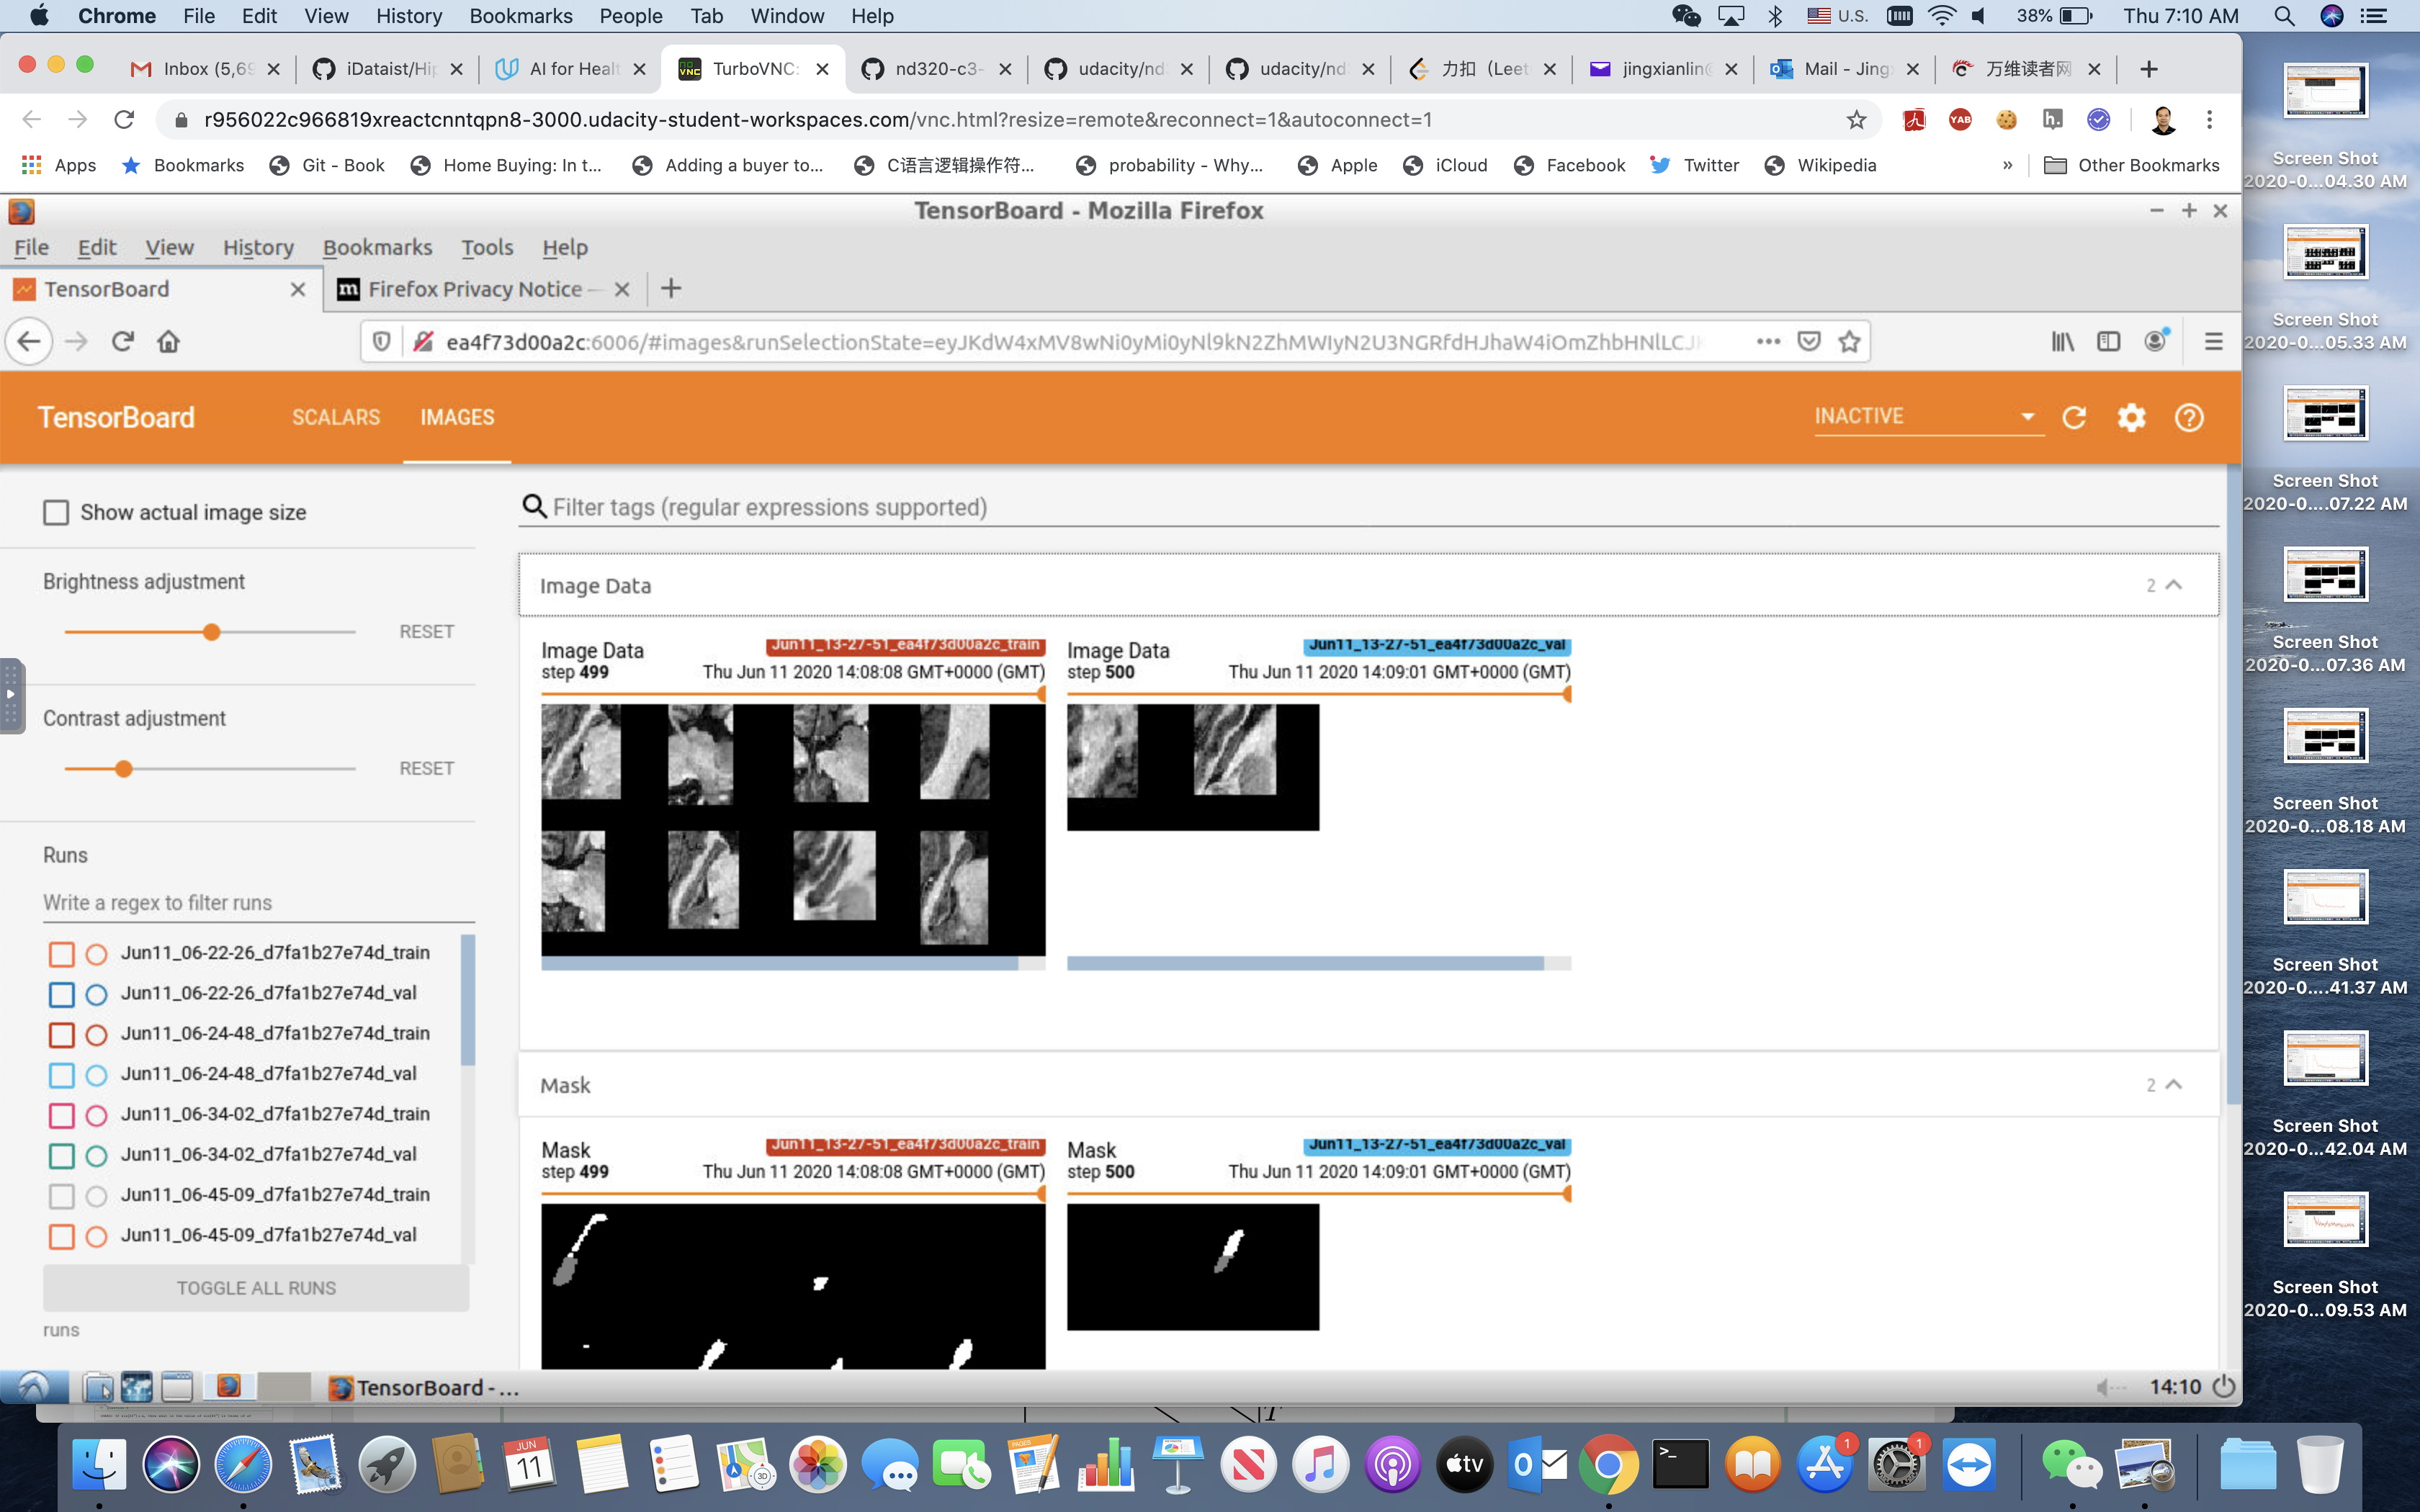 Chrome File Edit View History Bookmarks People Tab Window Help U.S. 38% Thu 7:10 AM
Inbox (5,69 iDataist/Hip AI for Healt TurboVNC: nd320-c3- udacity/nd udacity/nd 力扣 (Leet jingxianlin@ Mail - Jing 万维读者网
r956022c966819xreactcnntqpn8-3000.udacity-student-workspaces.com/vnc.html?resize=remote&reconnect=1&autoconnect=1
Apps Bookmarks Git - Book Home Buying: In t... Adding a buyer to... C语言逻辑操作符... probability - Why... Apple iCloud Facebook Twitter Wikipedia » Other Bookmarks
TensorBoard - Mozilla Firefox
File Edit View History Bookmarks Tools Help
TensorBoard Firefox Privacy Notice —
ea4f73d00a2c:6006/#images&runSelectionState=eyJKdW4xMV8wNi0yMi0yNl9kN2ZhMWIyN2U3NGRfdHJhaW4iOmZhbHNlLCJ
TensorBoard SCALARS IMAGES INACTIVE
Show actual image size
Filter tags (regular expressions supported)
Brightness adjustment
RESET
Contrast adjustment
RESET
Runs
Write a regex to filter runs
Jun11_06-22-26_d7fa1b27e74d_train
Jun11_06-22-26_d7fa1b27e74d_val
Jun11_06-24-48_d7fa1b27e74d_train
Jun11_06-24-48_d7fa1b27e74d_val
Jun11_06-34-02_d7fa1b27e74d_train
Jun11_06-34-02_d7fa1b27e74d_val
Jun11_06-45-09_d7fa1b27e74d_train
Jun11_06-45-09_d7fa1b27e74d_val
TOGGLE ALL RUNS
runs
Image Data 2
Image Data Jun11_13-27-51_ea4f73d00a2c_train
step 499 Thu Jun 11 2020 14:08:08 GMT+0000 (GMT)
Image Data Jun11_13-27-51_ea4f73d00a2c_val
step 500 Thu Jun 11 2020 14:09:01 GMT+0000 (GMT)
Mask 2
Mask Jun11_13-27-51_ea4f73d00a2c_train
step 499 Thu Jun 11 2020 14:08:08 GMT+0000 (GMT)
Mask Jun11_13-27-51_ea4f73d00a2c_val
step 500 Thu Jun 11 2020 14:09:01 GMT+0000 (GMT)
TensorBoard - ... 14:10
Screen Shot
2020-0...04.30 AM
Screen Shot
2020-0...05.33 AM
Screen Shot
2020-0....07.22 AM
Screen Shot
2020-0...07.36 AM
Screen Shot
2020-0...08.18 AM
Screen Shot
2020-0....41.37 AM
Screen Shot
2020-0...42.04 AM
Screen Shot
2020-0...09.53 AM
JUN
11
PAGES
3D
tv
1
1